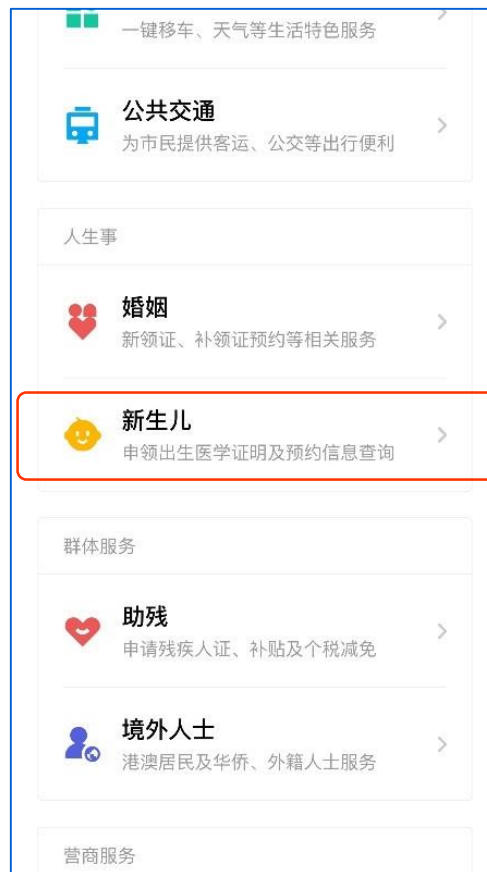 一键移车、天气等生活特色服务
公共交通
为市民提供客运、公交等出行便利
人生事
婚姻
新领证、补领证预约等相关服务
新生儿
申领出生医学证明及预约信息查询
群体服务
助残
申请残疾人证、补贴及个税减免
境外人士
港澳居民及华侨、外籍人士服务
营商服务